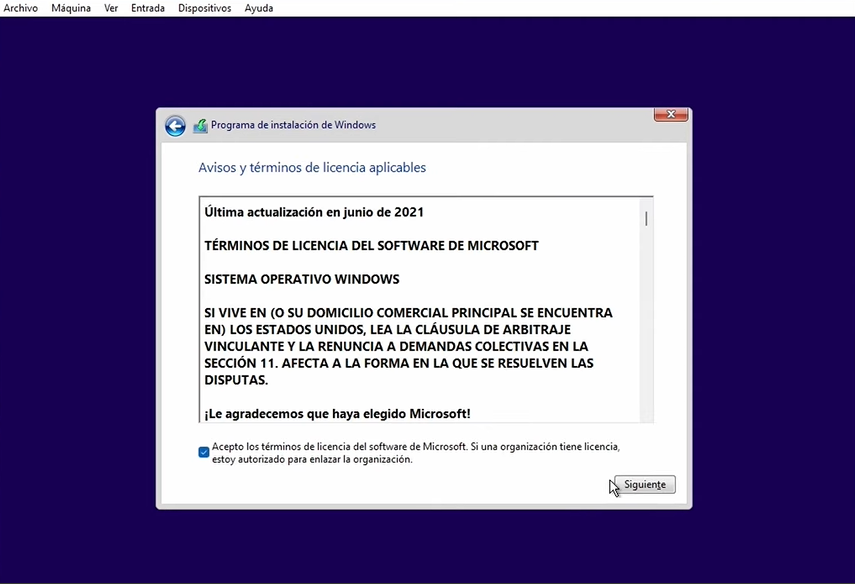 Archivo Máquina Ver Entrada Dispositivos Ayuda
Programa de instalación de Windows
Avisos y términos de licencia aplicables
Última actualización en junio de 2021
TÉRMINOS DE LICENCIA DEL SOFTWARE DE MICROSOFT
SISTEMA OPERATIVO WINDOWS
SI VIVE EN (O SU DOMICILIO COMERCIAL PRINCIPAL SE ENCUENTRA
EN) LOS ESTADOS UNIDOS, LEA LA CLÁUSULA DE ARBITRAJE
VINCULANTE Y LA RENUNCIA A DEMANDAS COLECTIVAS EN LA
SECCIÓN 11. AFECTA A LA FORMA EN LA QUE SE RESUELVEN LAS
DISPUTAS.
¡Le agradecemos que haya elegido Microsoft!
Acepto los términos de licencia del software de Microsoft. Si una organización tiene licencia,
estoy autorizado para enlazar la organización.
Siguiente